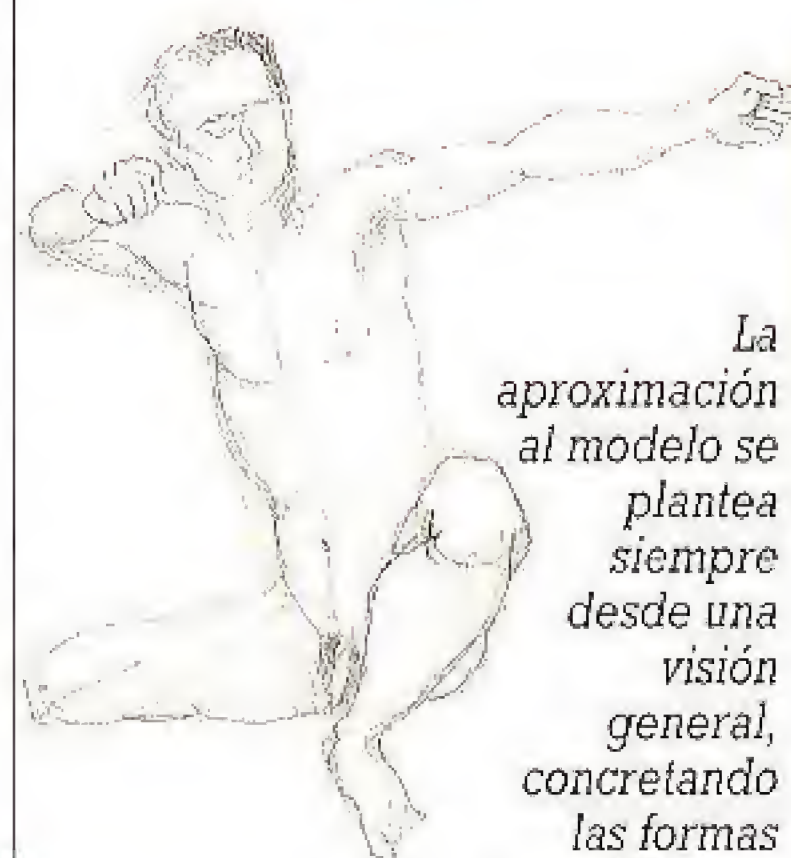 La
aproximación
al modelo se
plantea
siempre
desde una
visión
general,
concretando
las formas